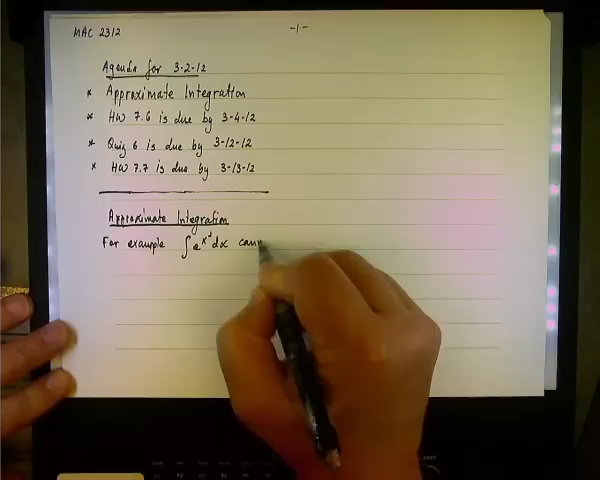 MAC 2312 -1-
Agenda for 3-2-12
* Approximate Integration
* HW 7.6 is due by 3-4-12
* Quiz 6 is due by 3-12-12
* HW 7.7 is due by 3-13-12
Approximate Integration
For example ∫e^x² dx can